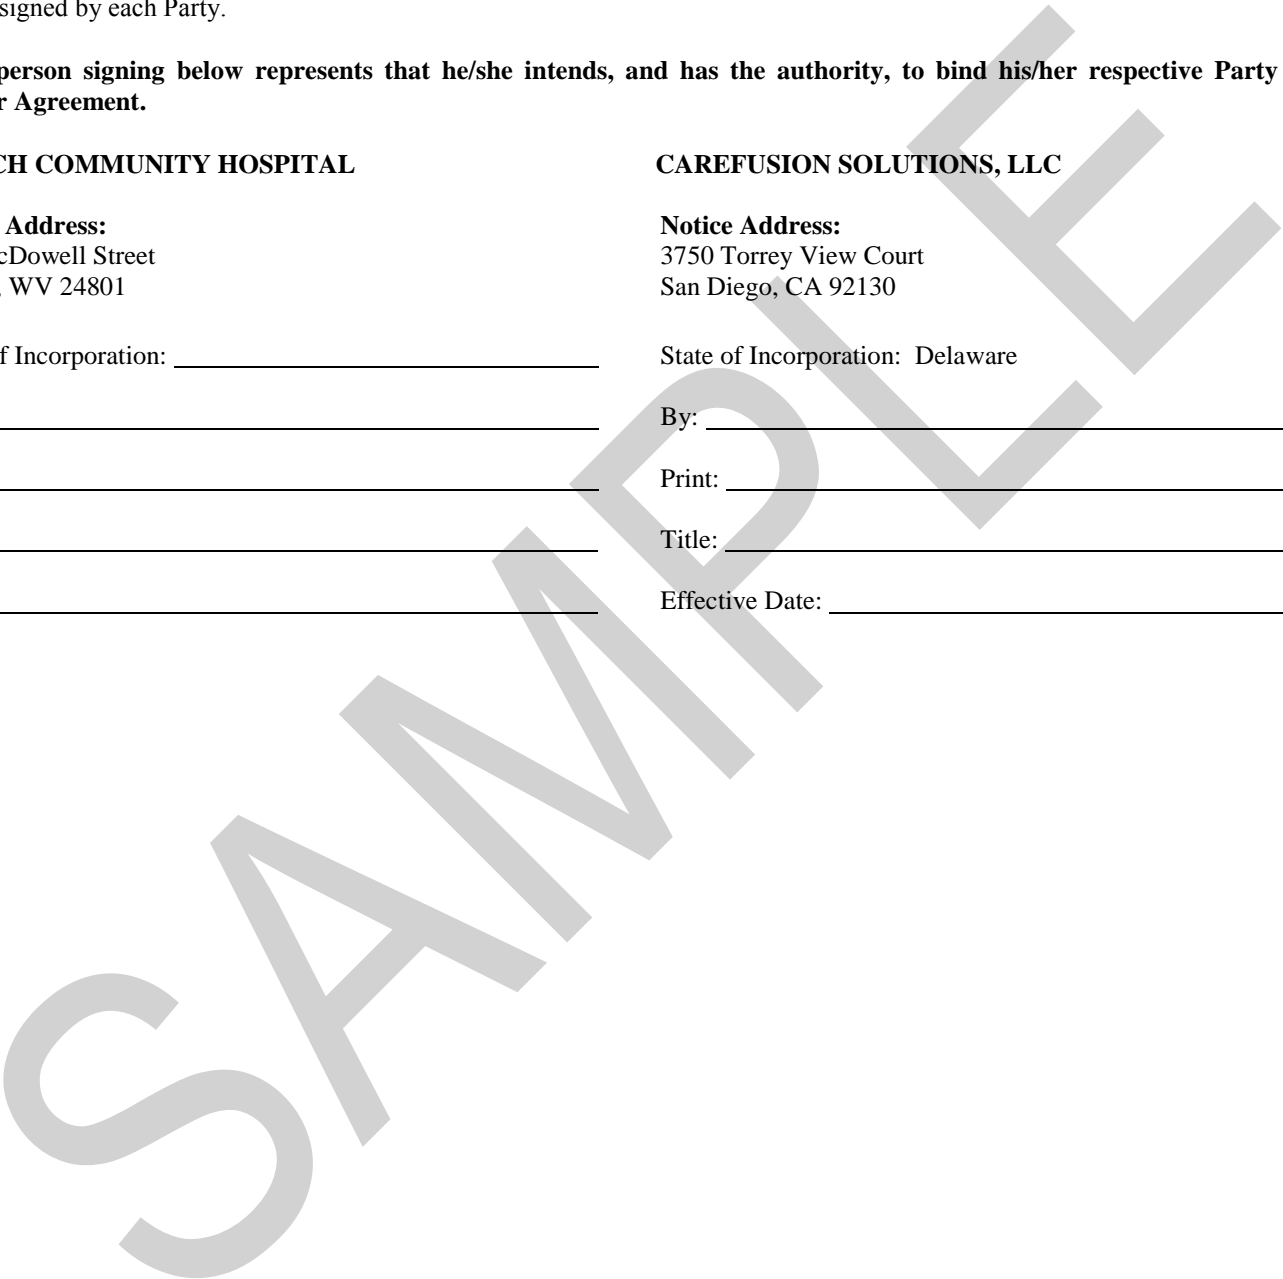 signed by each Party.
person signing below represents that he/she intends, and has the authority, to bind his/her respective Party
r Agreement.
CH COMMUNITY HOSPITAL
Address:
cDowell Street
, WV 24801
f Incorporation:
CAREFUSION SOLUTIONS, LLC
Notice Address:
3750 Torrey View Court
San Diego, CA 92130
State of Incorporation: Delaware
By:
Print:
Title:
Effective Date:
SAMPLE